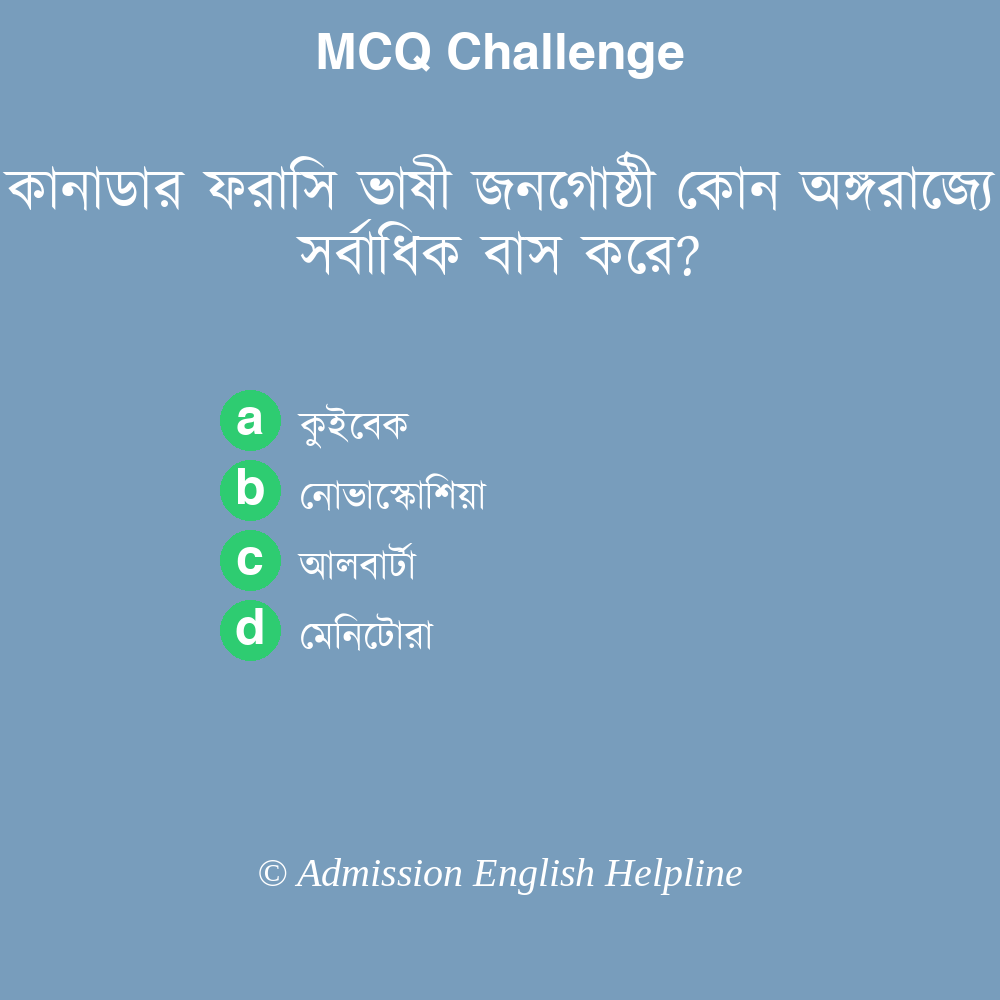 MCQ Challenge
কানাডার ফরাসি ভাষী জনগোষ্ঠী কোন অঙ্গরাজ্যে
সর্বাধিক বাস করে?
a কুইবেক
b নোভাস্কোশিয়া
c আলবার্টা
d মেনিটোরা
© Admission English Helpline